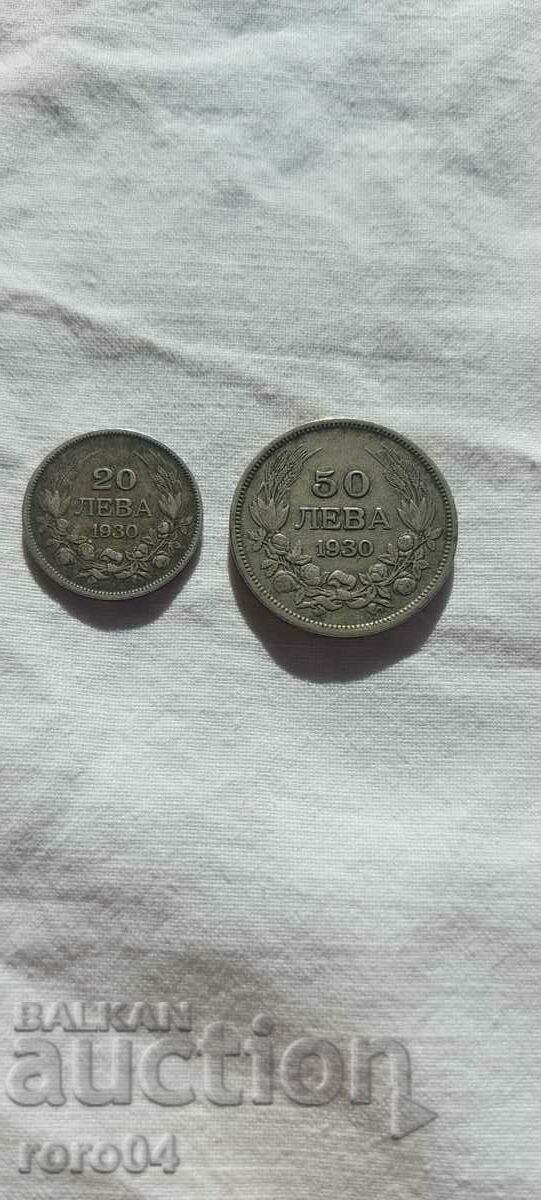 20
ЛЕВА
1930
50
ЛЕВА
1930
BALKAN
auction
roro04